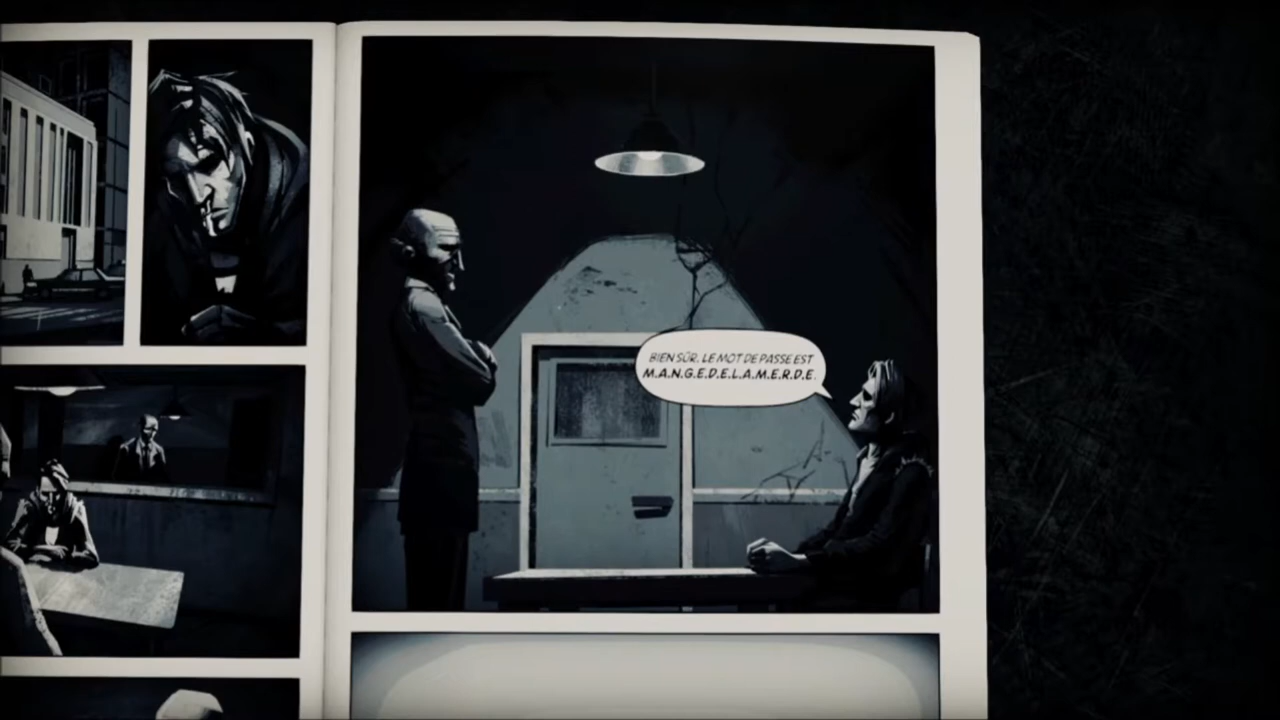 BIEN SÛR. LE MOT DE PASSE EST
M.A.N.G.E.D.E.L.A.M.E.R.D.E.